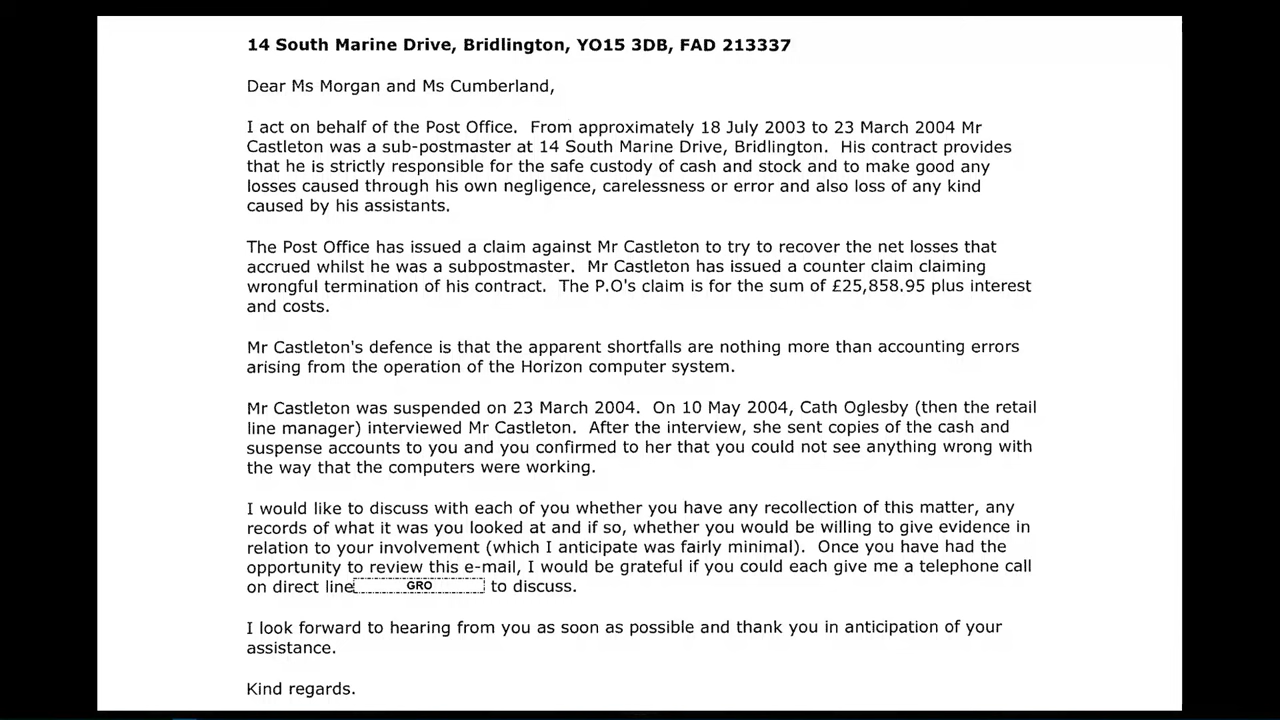 14 South Marine Drive, Bridlington, YO15 3DB, FAD 213337
Dear Ms Morgan and Ms Cumberland,
I act on behalf of the Post Office. From approximately 18 July 2003 to 23 March 2004 Mr
Castleton was a sub-postmaster at 14 South Marine Drive, Bridlington. His contract provides
that he is strictly responsible for the safe custody of cash and stock and to make good any
losses caused through his own negligence, carelessness or error and also loss of any kind
caused by his assistants.
The Post Office has issued a claim against Mr Castleton to try to recover the net losses that
accrued whilst he was a subpostmaster. Mr Castleton has issued a counter claim claiming
wrongful termination of his contract. The P.O's claim is for the sum of £25,858.95 plus interest
and costs.
Mr Castleton's defence is that the apparent shortfalls are nothing more than accounting errors
arising from the operation of the Horizon computer system.
Mr Castleton was suspended on 23 March 2004. On 10 May 2004, Cath Oglesby (then the retail
line manager) interviewed Mr Castleton. After the interview, she sent copies of the cash and
suspense accounts to you and you confirmed to her that you could not see anything wrong with
the way that the computers were working.
I would like to discuss with each of you whether you have any recollection of this matter, any
records of what it was you looked at and if so, whether you would be willing to give evidence in
relation to your involvement (which I anticipate was fairly minimal). Once you have had the
opportunity to review this e-mail, I would be grateful if you could each give me a telephone call
on direct line GRO to discuss.
I look forward to hearing from you as soon as possible and thank you in anticipation of your
assistance.
Kind regards.